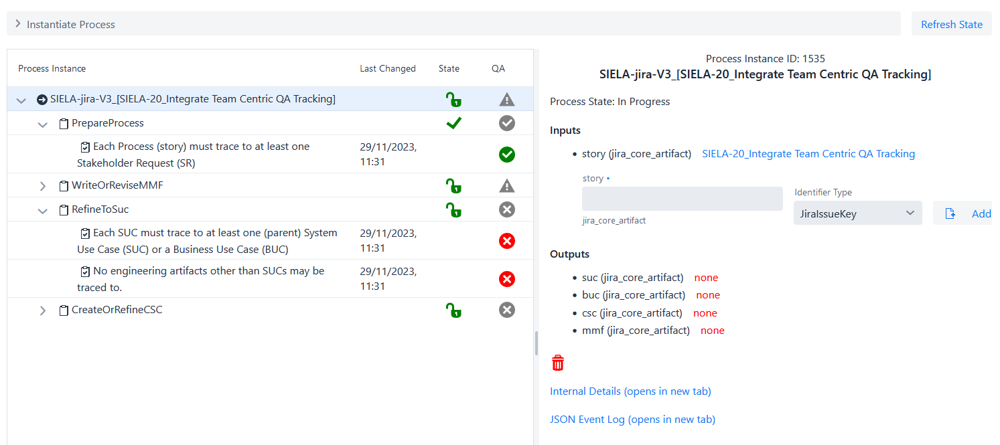 Instantiate Process
Refresh State
Process Instance
Last Changed
State
QA
SIELA-jira-V3_[SIELA-20_Integrate Team Centric QA Tracking]
PrepareProcess
Each Process (story) must trace to at least one
Stakeholder Request (SR)
29/11/2023,
11:31
WriteOrReviseMMF
RefineToSuc
Each SUC must trace to at least one (parent) System
Use Case (SUC) or a Business Use Case (BUC)
29/11/2023,
11:31
No engineering artifacts other than SUCs may be
traced to.
29/11/2023,
11:31
CreateOrRefineCSC
Process Instance ID: 1535
SIELA-jira-V3_[SIELA-20_Integrate Team Centric QA Tracking]
Process State: In Progress
Inputs
• story (jira_core_artifact) SIELA-20_Integrate Team Centric QA Tracking
story •
jira_core_artifact
Identifier Type
JiraIssueKey
Add
Outputs
• suc (jira_core_artifact) none
• buc (jira_core_artifact) none
• csc (jira_core_artifact) none
• mmf (jira_core_artifact) none
Internal Details (opens in new tab)
JSON Event Log (opens in new tab)